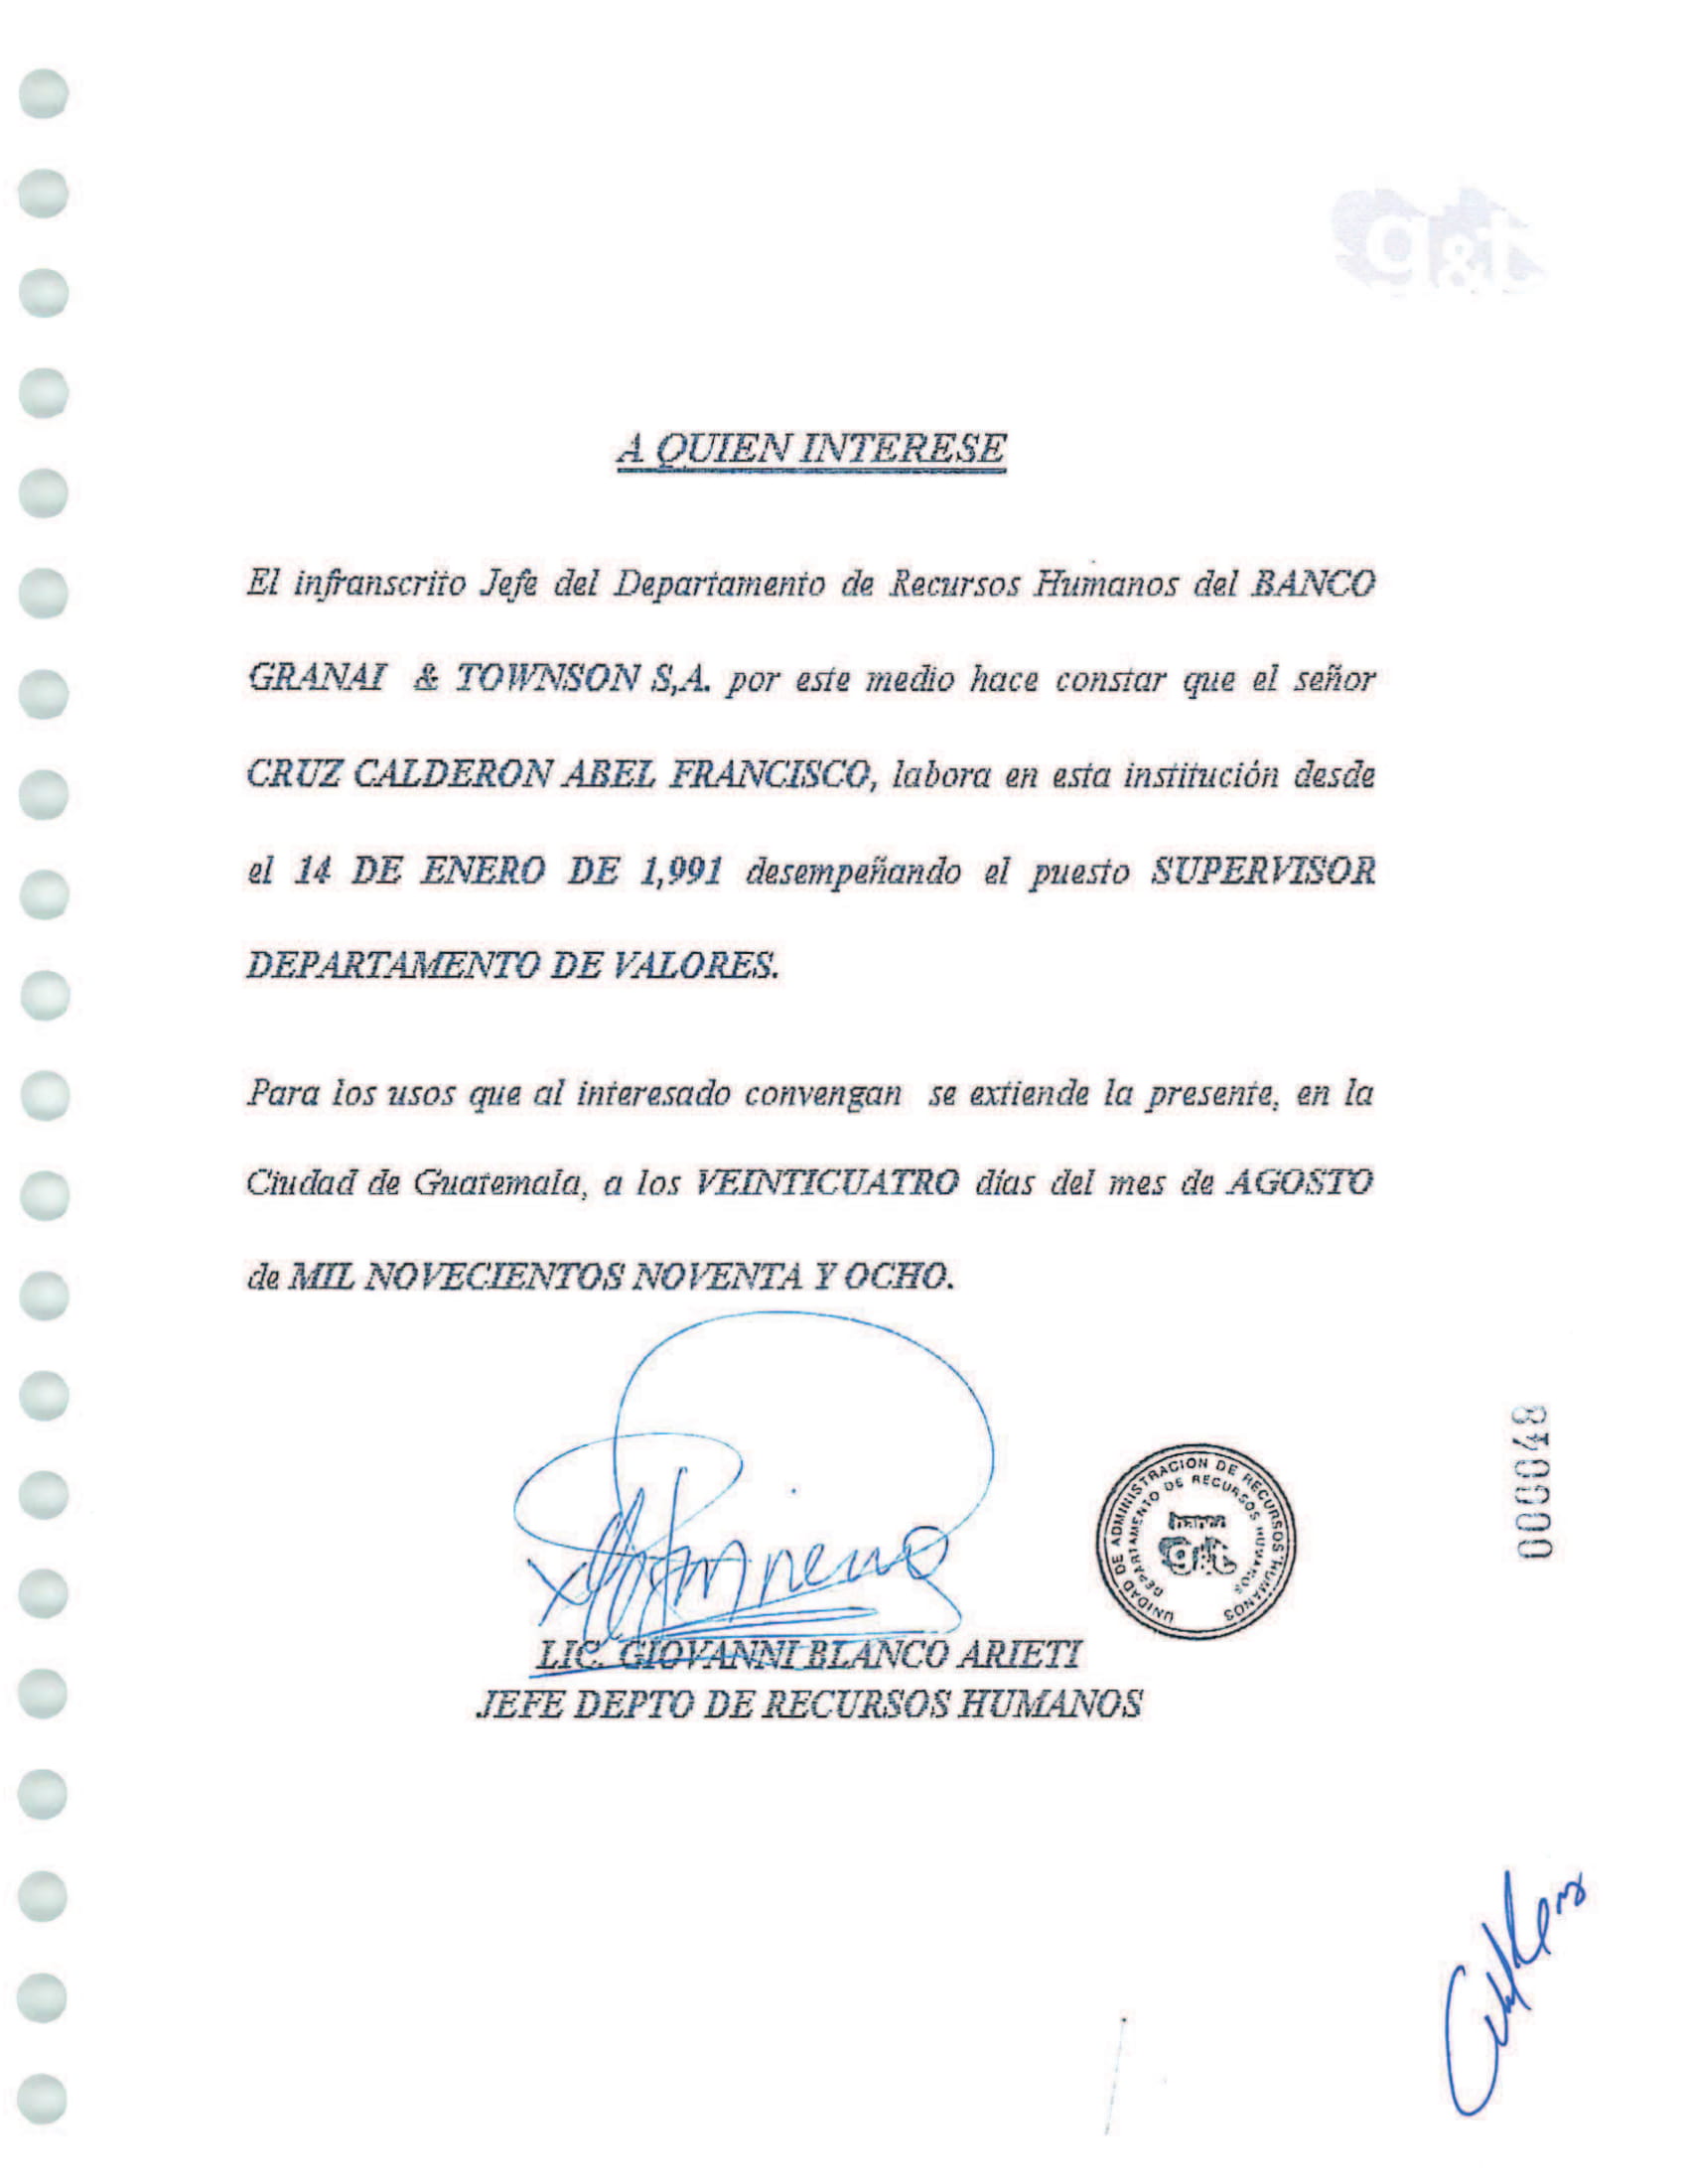 g&t
A QUIEN INTERESE
El infranscrito Jefe del Departamento de Recursos Humanos del BANCO
GRANAI & TOWNSON S,A. por este medio hace constar que el señor
CRUZ CALDERON ABEL FRANCISCO, labora en esta institución desde
el 14 DE ENERO DE 1,991 desempeñando el puesto SUPERVISOR
DEPARTAMENTO DE VALORES.
Para los usos que al interesado convengan se extiende la presente, en la
Ciudad de Guatemala, a los VEINTICUATRO días del mes de AGOSTO
de MIL NOVECIENTOS NOVENTA Y OCHO.
UNIDAD DE ADMINISTRACION DE RECURSOS HUMANOS
DEPARTAMENTO DE RECURSOS HUMANOS
banco
g&t
000048
LIC. GIOVANNI BLANCO ARIETI
JEFE DEPTO DE RECURSOS HUMANOS